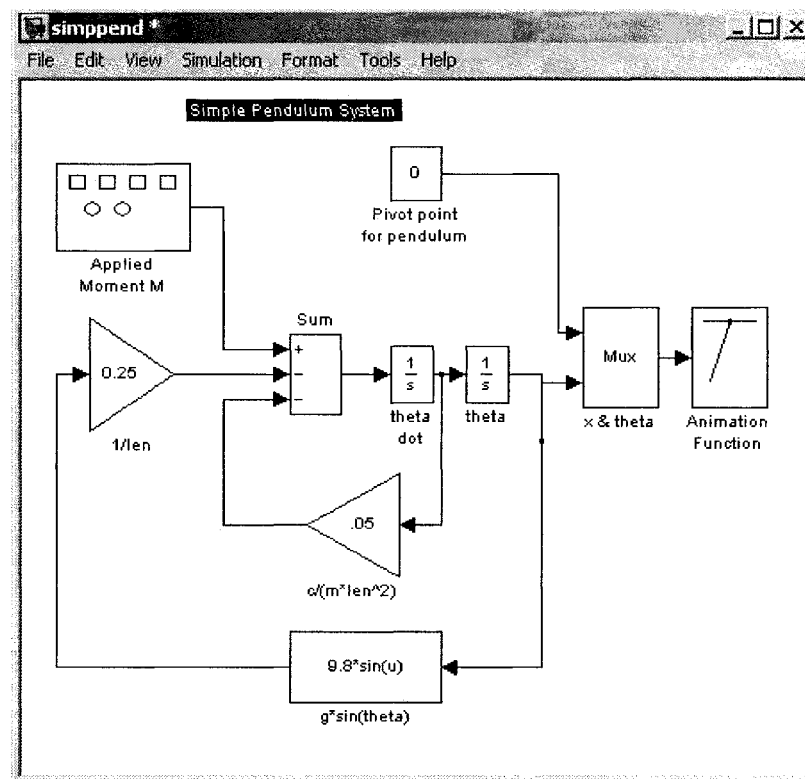 simppend *
File Edit View Simulation Format Tools Help
Simple Pendulum System
0
Pivot point
for pendulum
Applied
Moment M
Sum
+
−
−
0.25
1/len
1
s
theta
dot
1
s
theta
Mux
x & theta
Animation
Function
.05
c/(m*len^2)
9.8*sin(u)
g*sin(theta)